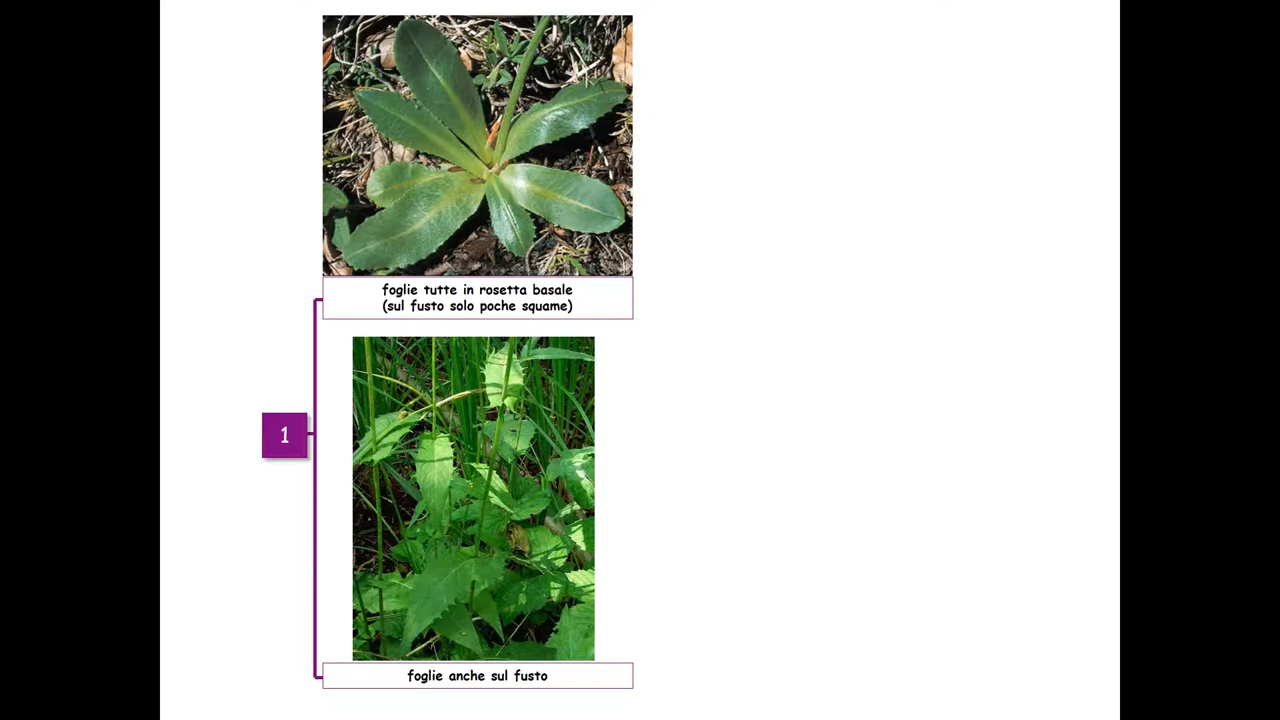 foglie tutte in rosetta basale
(sul fusto solo poche squame)
1
foglie anche sul fusto